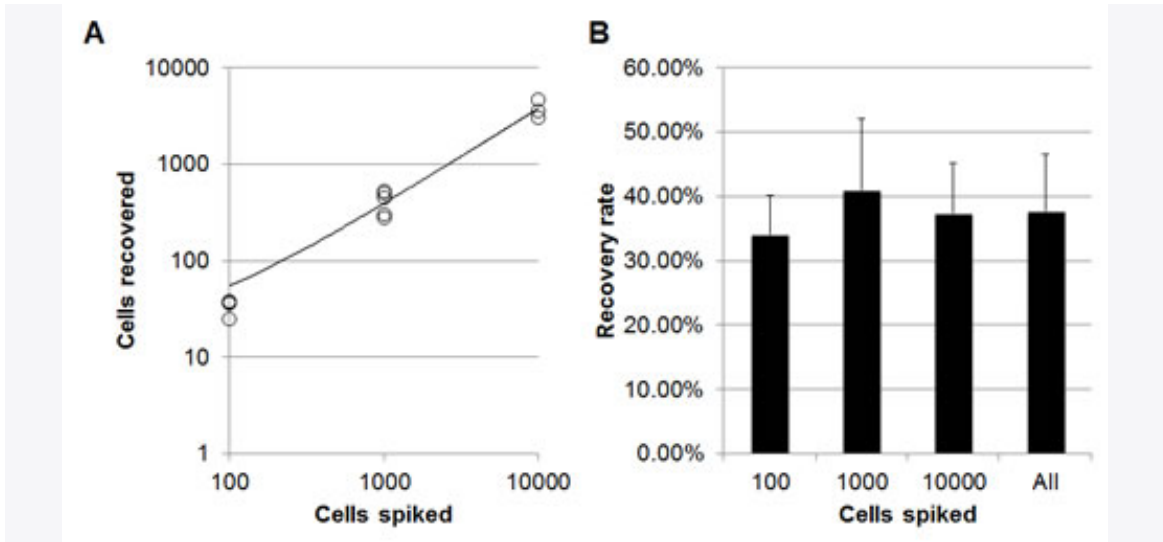 A
10000
1000
100
10
1
100 1000 10000
Cells recovered
Cells spiked
B
60.00%
50.00%
40.00%
30.00%
20.00%
10.00%
0.00%
100 1000 10000 All
Recovery rate
Cells spiked